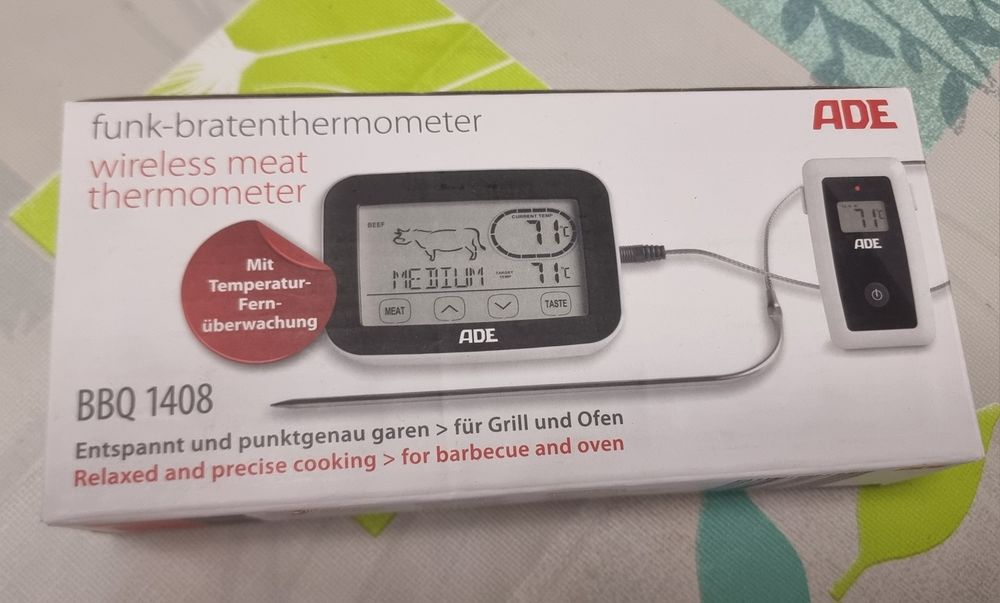 funk-bratenthermometer
wireless meat
thermometer
ADE
Mit
Temperatur-
Fern-
überwachung
BEEF
CURRENT TEMP
71°C
MEDIUM
TARGET
TEMP
71°C
MEAT
TASTE
ADE
71°C
ADE
BBQ 1408
Entspannt und punktgenau garen > für Grill und Ofen
Relaxed and precise cooking > for barbecue and oven